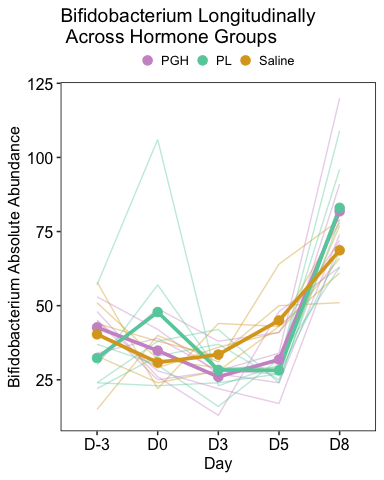 Bifidobacterium Longitudinally
Across Hormone Groups
PGH PL Saline
Bifidobacterium Absolute Abundance
125
100
75
50
25
D-3 D0 D3 D5 D8
Day